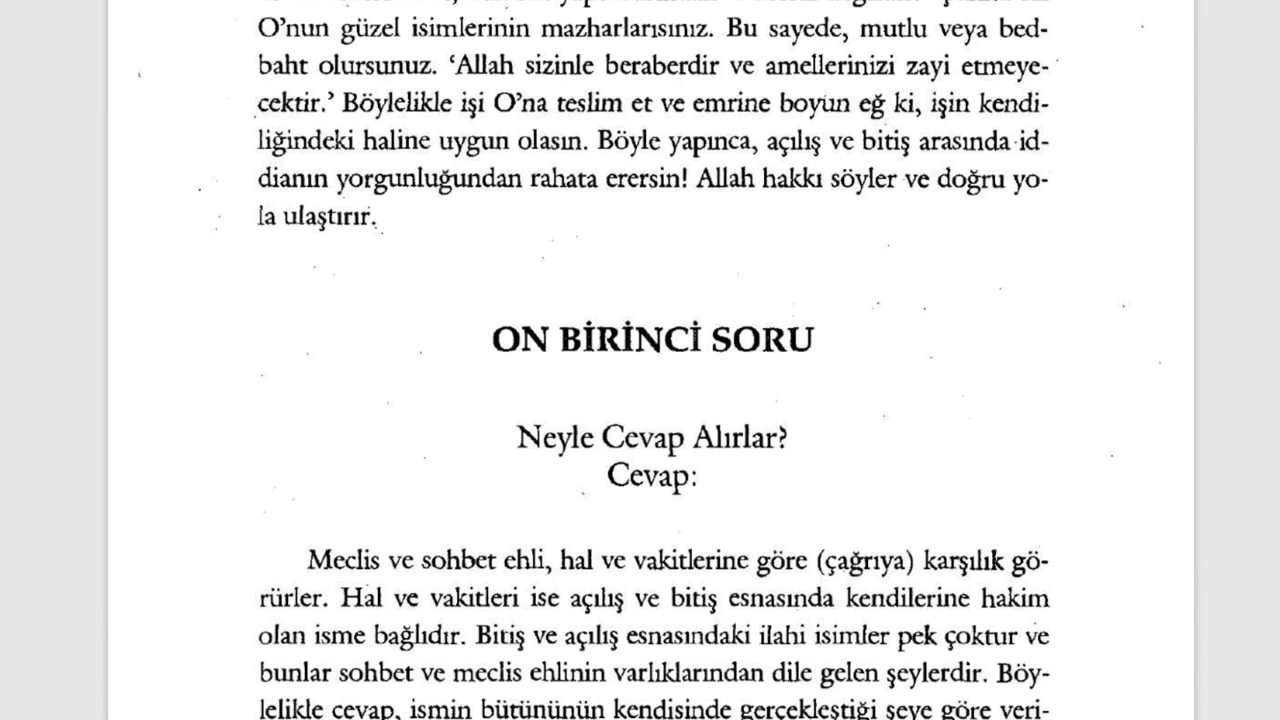 O’nun güzel isimlerinin mazharlarısınız. Bu sayede, mutlu veya bed-
baht olursunuz. ‘Allah sizinle beraberdir ve amellerinizi zayi etmeye-
cektir.’ Böylelikle işi O’na teslim et ve emrine boyun eğ ki, işin kendi-
liğindeki haline uygun olasın. Böyle yapınca, açılış ve bitiş arasında id-
dianın yorgunluğundan rahata erersin! Allah hakkı söyler ve doğru yo-
la ulaştırır.
ON BİRİNCİ SORU
Neyle Cevap Alırlar?
Cevap:
Meclis ve sohbet ehli, hal ve vakitlerine göre (çağrıya) karşılık gö-
rürler. Hal ve vakitleri ise açılış ve bitiş esnasında kendilerine hakim
olan isme bağlıdır. Bitiş ve açılış esnasındaki ilahi isimler pek çoktur ve
bunlar sohbet ve meclis ehlinin varlıklarından dile gelen şeylerdir. Böy-
lelikle cevap, ismin bütününün kendisinde gerçekleştiği şeye göre veri-